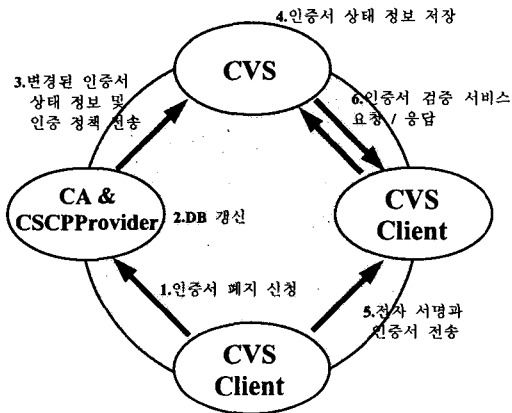 4.인증서 상태 정보 저장
CVS
3.변경된 인증서
상태 정보 및
인증 정책 전송
6.인증서 검증 서비스
요청 / 응답
CA &
CSCPProvider
2.DB 갱신
CVS
Client
1.인증서 폐지 신청
5.전자 서명과
인증서 전송
CVS
Client